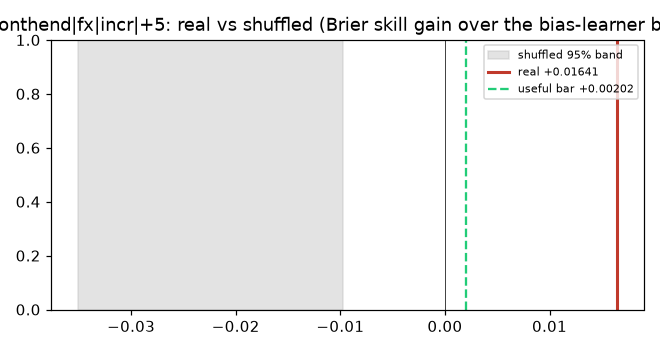 onthend|fx|incr|+5: real vs shuffled (Brier skill gain over the bias-learner b
shuffled 95% band
real +0.01641
useful bar +0.00202
1.0
0.8
0.6
0.4
0.2
0.0
−0.03 −0.02 −0.01 0.00 0.01